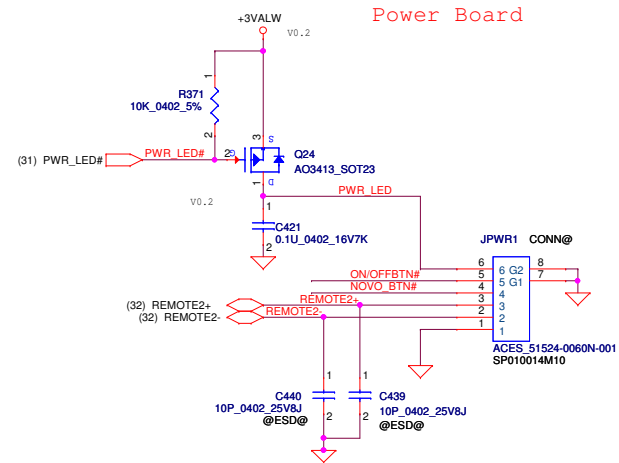 Power Board
+3VALW
V0.2
1
R371
10K_0402_5%
2
3
S
(31) PWR_LED#
PWR_LED#
2
G
Q24
AO3413_SOT23
1
D
V0.2
PWR_LED
1
C421
0.1U_0402_16V7K
2
JPWR1 CONN@
6 6 G2 8
ON/OFFBTN# 5 5 G1 7
NOVO_BTN# 4 4
(32) REMOTE2+ REMOTE2+ 3 3
(32) REMOTE2- REMOTE2- 2 2
1 1
ACES_51524-0060N-001
SP010014M10
1
C440
10P_0402_25V8J
2
@ESD@
1
C439
10P_0402_25V8J
2
@ESD@